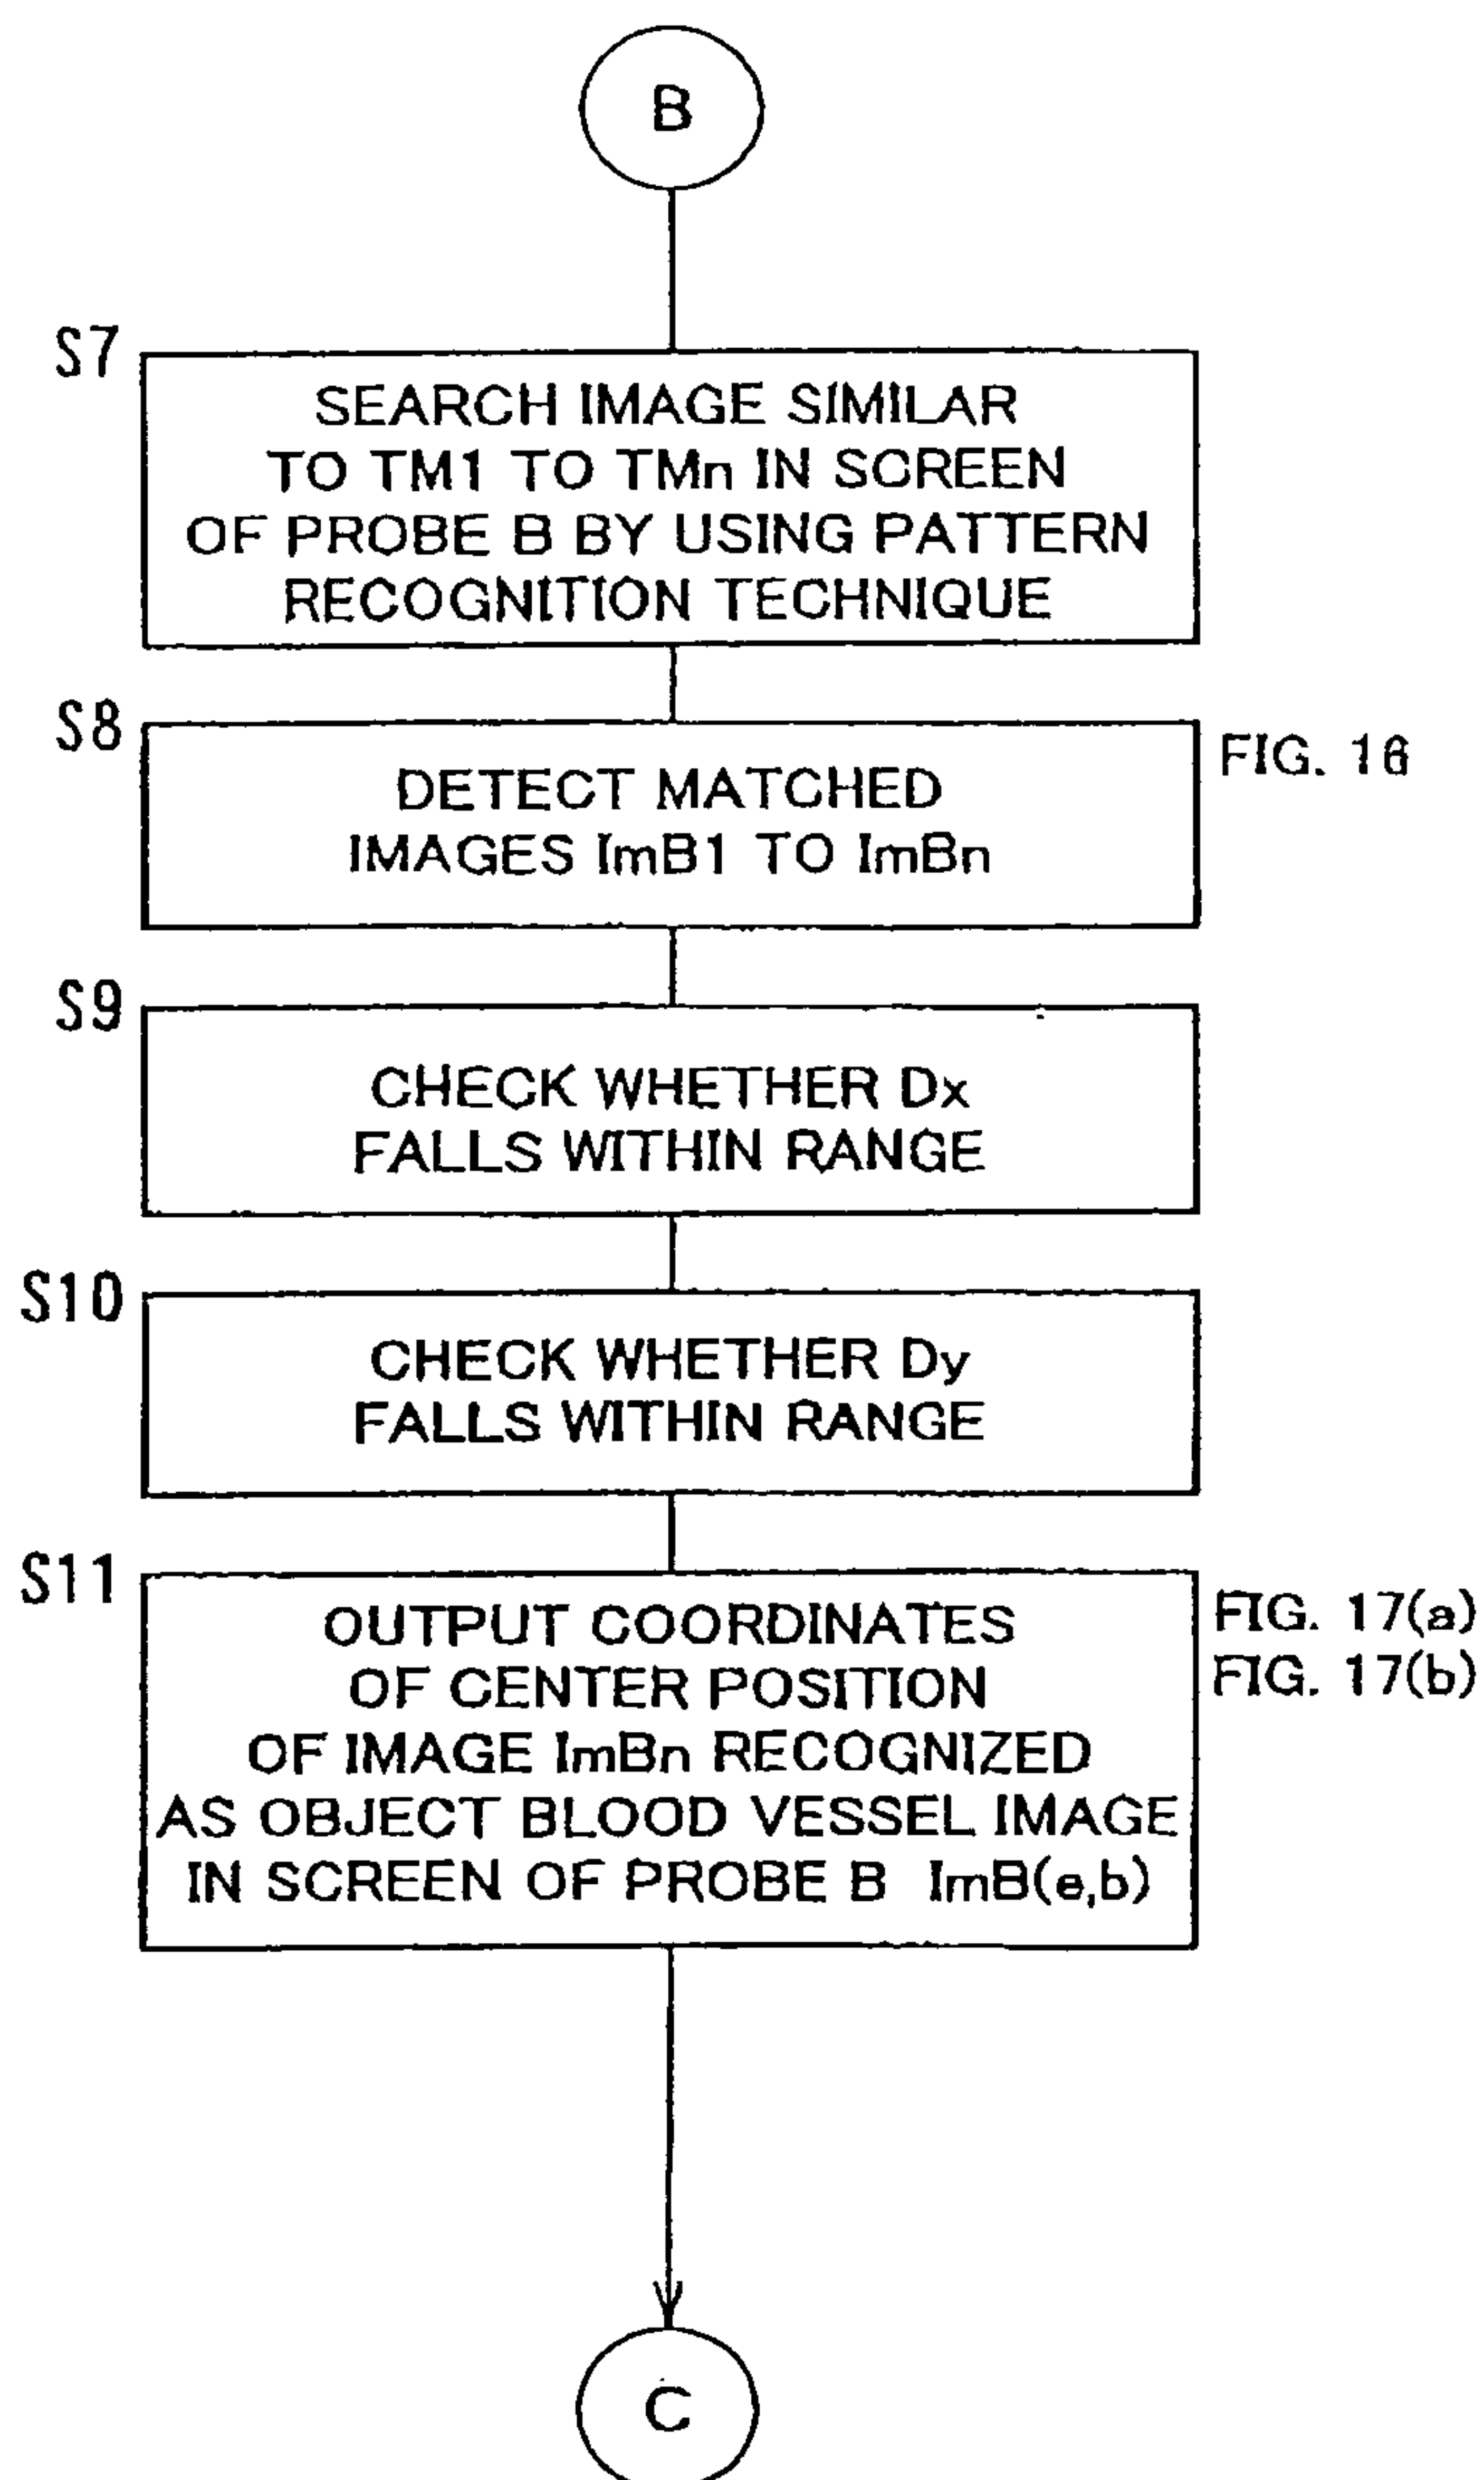 B
S7
SEARCH IMAGE SIMILAR
TO TM1 TO TMn IN SCREEN
OF PROBE B BY USING PATTERN
RECOGNITION TECHNIQUE
S8
DETECT MATCHED
IMAGES ImB1 TO ImBn
FIG. 16
S9
CHECK WHETHER Dx
FALLS WITHIN RANGE
S10
CHECK WHETHER Dy
FALLS WITHIN RANGE
S11
OUTPUT COORDINATES
OF CENTER POSITION
OF IMAGE ImBn RECOGNIZED
AS OBJECT BLOOD VESSEL IMAGE
IN SCREEN OF PROBE B ImB(e,b)
FIG. 17(a)
FIG. 17(b)
C